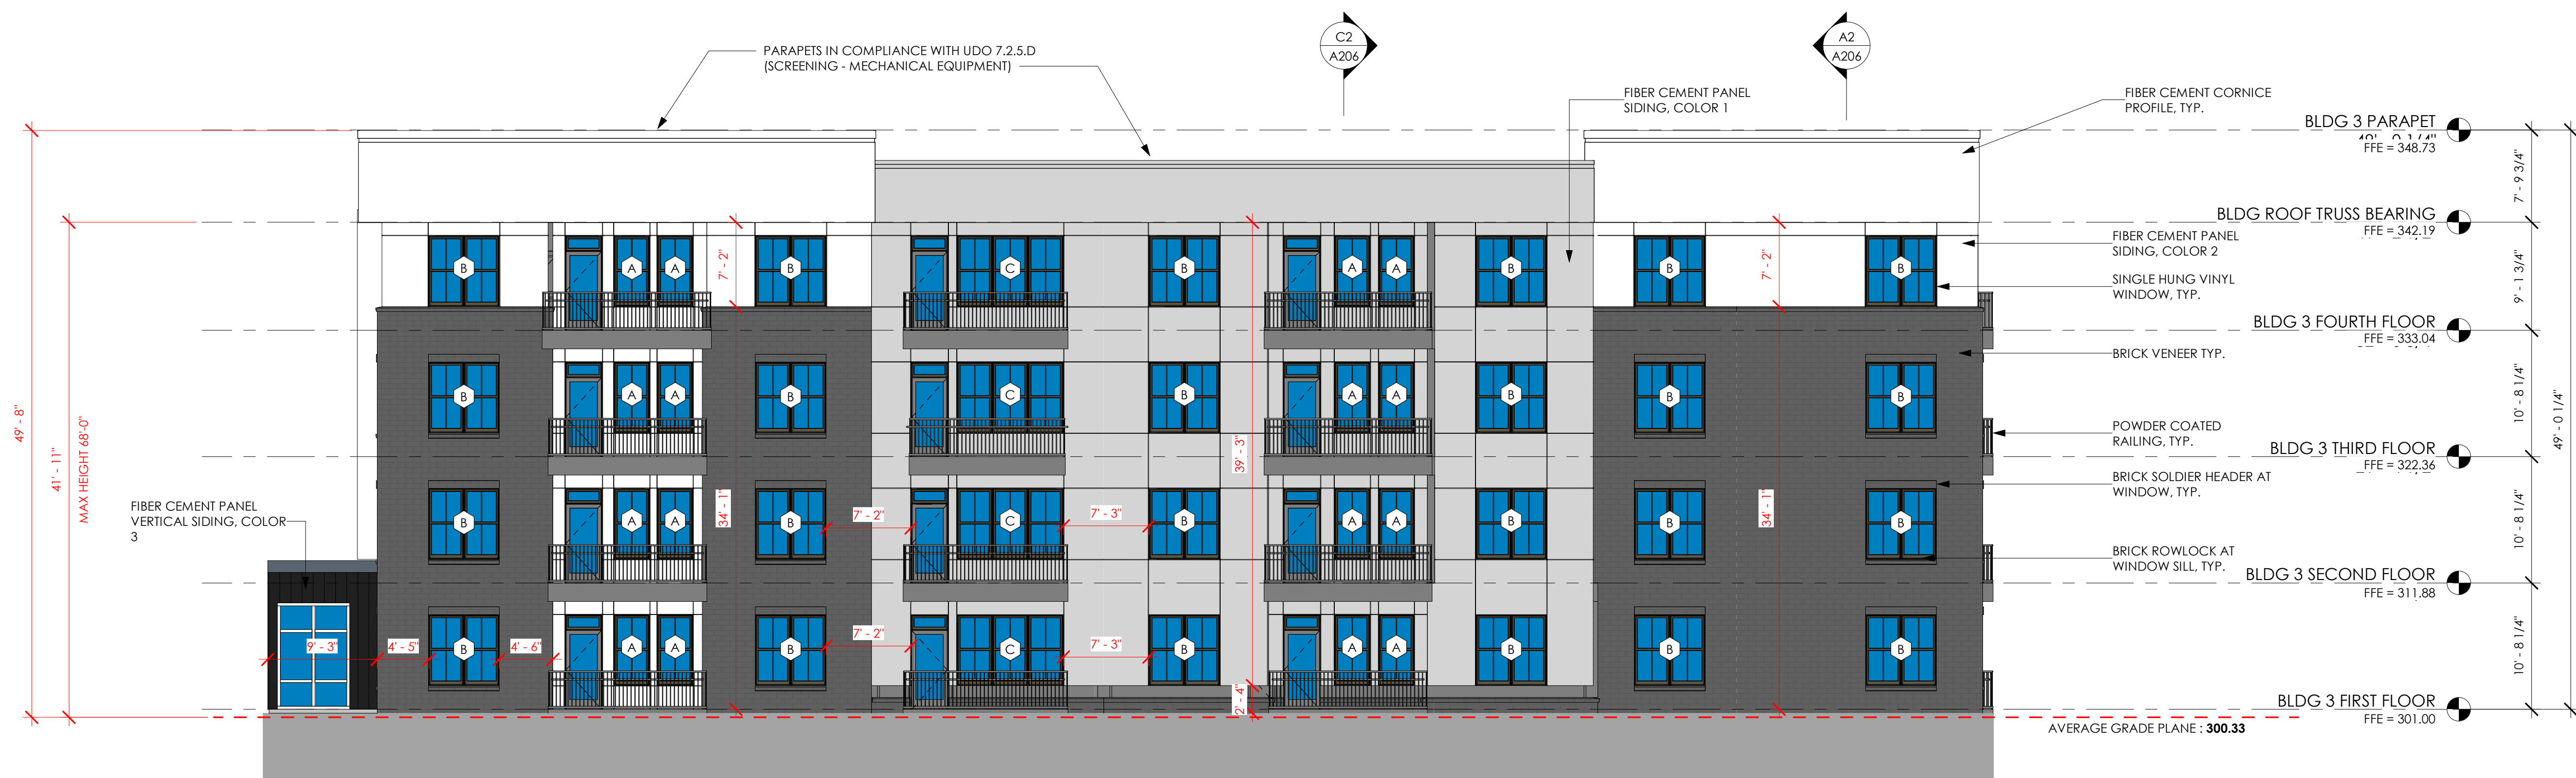 C2
A206
A2
A206
PARAPETS IN COMPLIANCE WITH UDO 7.2.5.D
(SCREENING - MECHANICAL EQUIPMENT)
FIBER CEMENT PANEL
SIDING, COLOR 1
FIBER CEMENT CORNICE
PROFILE, TYP.
BLDG 3 PARAPET
FFE = 348.73
7' - 9 3/4"
BLDG ROOF TRUSS BEARING
FFE = 342.19
FIBER CEMENT PANEL
SIDING, COLOR 2
SINGLE HUNG VINYL
WINDOW, TYP.
9' - 1 3/4"
7' - 2"
7' - 2"
B A A B C B A A B B B
BLDG 3 FOURTH FLOOR
FFE = 333.04
BRICK VENEER TYP.
10' - 8 1/4"
49' - 0 1/4"
B A A B C B A A B B B
49' - 8"
41' - 11"
MAX HEIGHT 68'-0"
39' - 3"
POWDER COATED
RAILING, TYP.
BLDG 3 THIRD FLOOR
FFE = 322.36
BRICK SOLDIER HEADER AT
WINDOW, TYP.
FIBER CEMENT PANEL
VERTICAL SIDING, COLOR
3
34' - 1"
34' - 1"
7' - 2"
7' - 3"
B A A B C B A A B B B
10' - 8 1/4"
BRICK ROWLOCK AT
WINDOW SILL, TYP.
BLDG 3 SECOND FLOOR
FFE = 311.88
7' - 2"
7' - 3"
9' - 3"
4' - 5"
4' - 6"
B A A B C B A A B B B
10' - 8 1/4"
2' - 4"
BLDG 3 FIRST FLOOR
FFE = 301.00
AVERAGE GRADE PLANE : 300.33